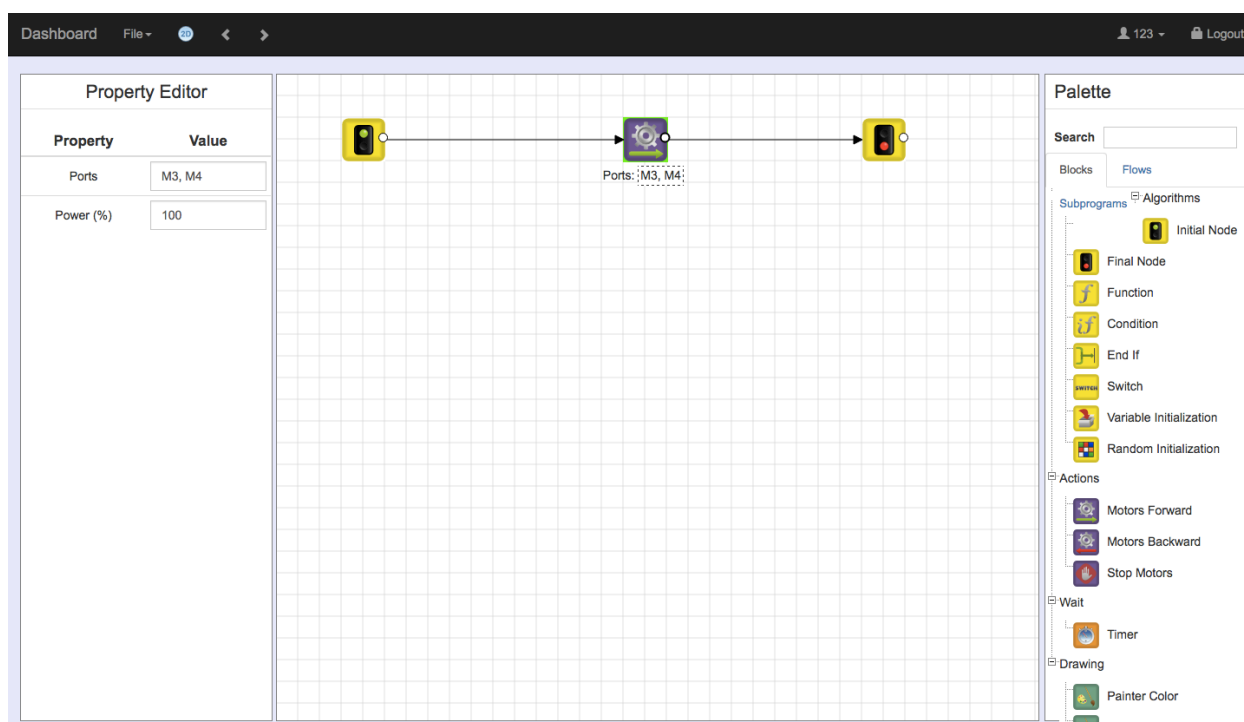 Dashboard File 2D 123 Logout
Property Editor
Property Value
Ports M3, M4
Power (%) 100
Ports: M3, M4
Palette
Search
Blocks Flows
Subprograms Algorithms
Initial Node
Final Node
f Function
if Condition
End If
SWITCH Switch
Variable Initialization
Random Initialization
Actions
Motors Forward
Motors Backward
Stop Motors
Wait
Timer
Drawing
Painter Color